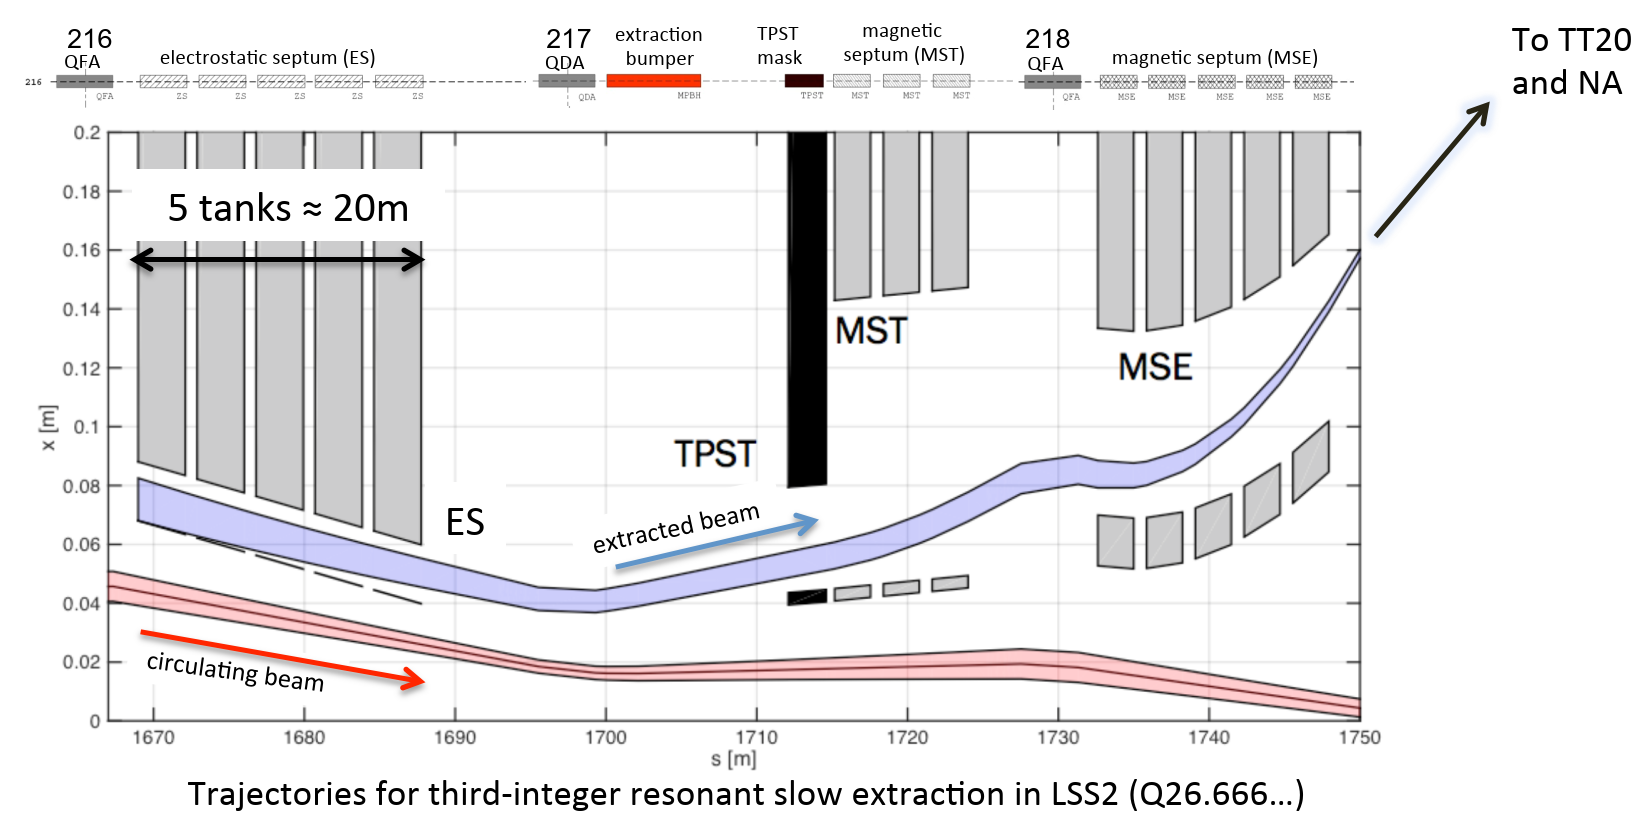 216
QFA
electrostatic septum (ES)
217
QDA
extraction
bumper
TPST
mask
magnetic
septum (MST)
218
QFA
magnetic septum (MSE)
To TT20
and NA
216
QFA
ZS
ZS
ZS
ZS
ZS
QDA
MPBH
TPST
MST
MST
MST
QFA
MSE
MSE
MSE
MSE
MSE
0.2
0.18
0.16
0.14
0.12
0.1
0.08
0.06
0.04
0.02
0
x [m]
5 tanks ≈ 20m
MST
MSE
TPST
ES
extracted beam
circulating beam
1670
1680
1690
1700
1710
1720
1730
1740
1750
s [m]
Trajectories for third-integer resonant slow extraction in LSS2 (Q26.666...)